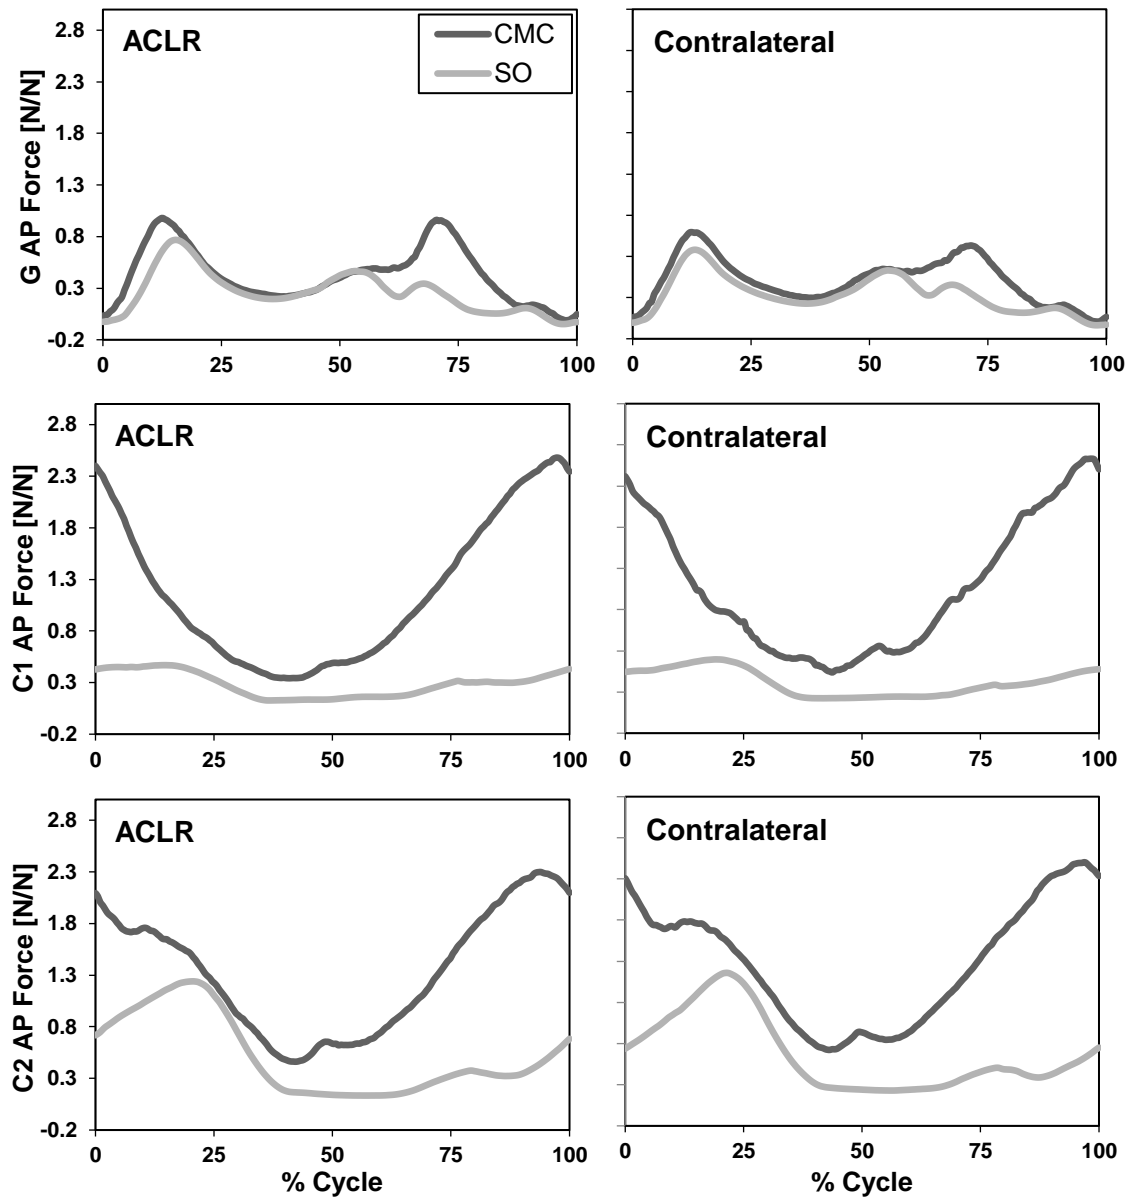 ACLR
CMC
SO
Contralateral
G AP Force [N/N]
2.8
2.3
1.8
1.3
0.8
0.3
-0.2
0 25 50 75 100
0 25 50 75 100
ACLR
Contralateral
C1 AP Force [N/N]
2.8
2.3
1.8
1.3
0.8
0.3
-0.2
0 25 50 75 100
0 25 50 75 100
ACLR
Contralateral
C2 AP Force [N/N]
2.8
2.3
1.8
1.3
0.8
0.3
-0.2
0 25 50 75 100
0 25 50 75 100
% Cycle
% Cycle